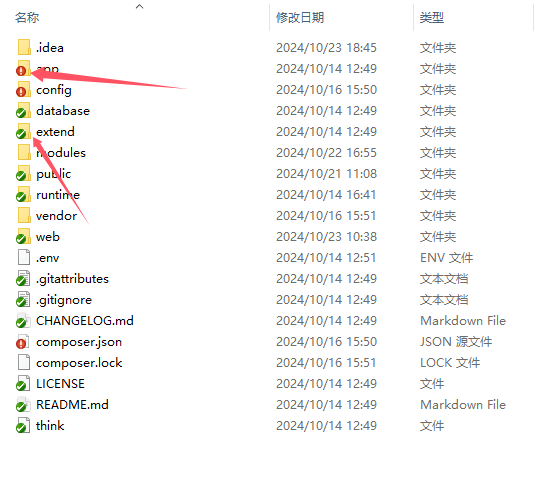 名称 修改日期 类型
.idea 2024/10/23 18:45 文件夹
app 2024/10/14 12:49 文件夹
config 2024/10/16 15:50 文件夹
database 2024/10/14 12:49 文件夹
extend 2024/10/14 12:49 文件夹
modules 2024/10/22 16:55 文件夹
public 2024/10/21 11:08 文件夹
runtime 2024/10/14 16:41 文件夹
vendor 2024/10/16 15:51 文件夹
web 2024/10/23 10:38 文件夹
.env 2024/10/14 12:51 ENV 文件
.gitattributes 2024/10/14 12:49 文本文档
.gitignore 2024/10/14 12:49 文本文档
CHANGELOG.md 2024/10/14 12:49 Markdown File
composer.json 2024/10/16 15:50 JSON 源文件
composer.lock 2024/10/16 15:51 LOCK 文件
LICENSE 2024/10/14 12:49 文件
README.md 2024/10/14 12:49 Markdown File
think 2024/10/14 12:49 文件